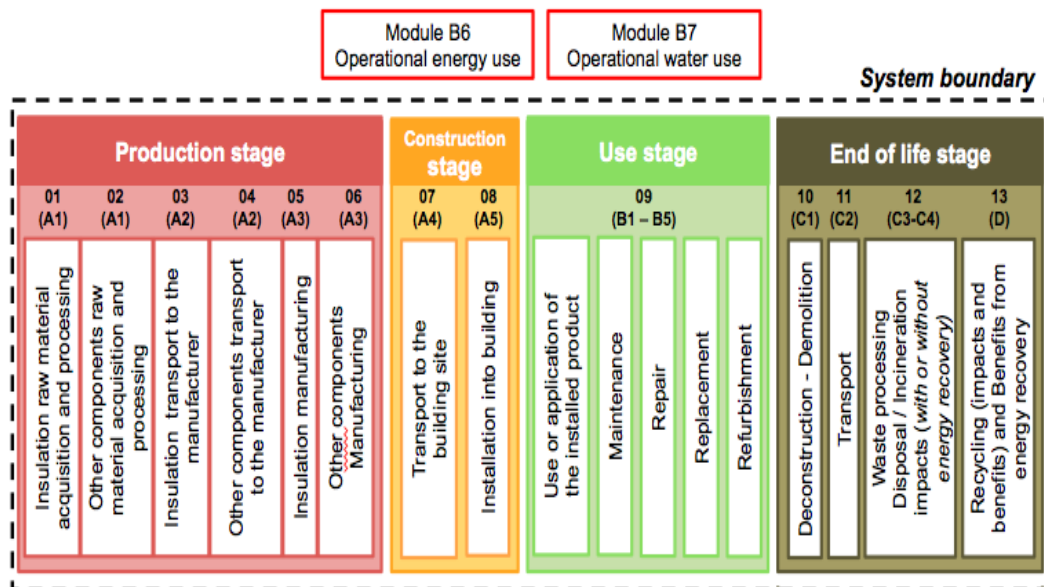 Module B6
Operational energy use
Module B7
Operational water use
System boundary
Production stage
01
(A1)
02
(A1)
03
(A2)
04
(A2)
05
(A3)
06
(A3)
Insulation raw material
acquisition and processing
Other components raw
material acquisition and
processing
Insulation transport to the
manufacturer
Other components transport
to the manufacturer
Insulation manufacturing
Other components
Manufacturing
Construction
stage
07
(A4)
08
(A5)
Transport to the
building site
Installation into building
Use stage
09
(B1 – B5)
Use or application of
the installed product
Maintenance
Repair
Replacement
Refurbishment
End of life stage
10
(C1)
11
(C2)
12
(C3-C4)
13
(D)
Deconstruction - Demolition
Transport
Waste processing
Disposal / Incineration
impacts (with or without
energy recovery)
Recycling (impacts and
benefits) and Benefits from
energy recovery